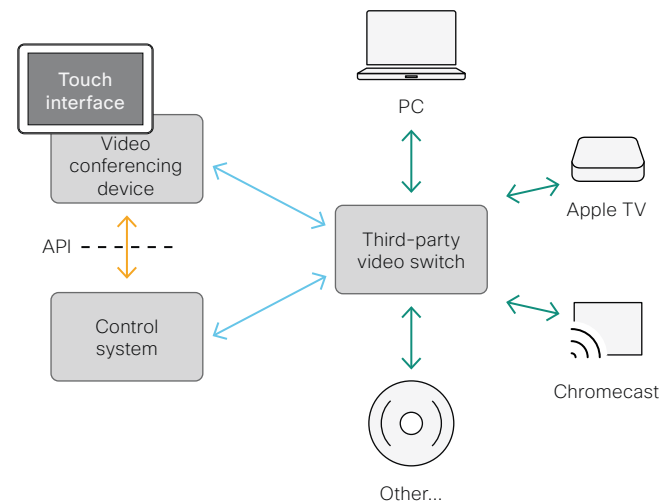 Touch
interface
Video
conferencing
device
API
Control
system
PC
Third-party
video switch
Apple TV
Chromecast
Other...